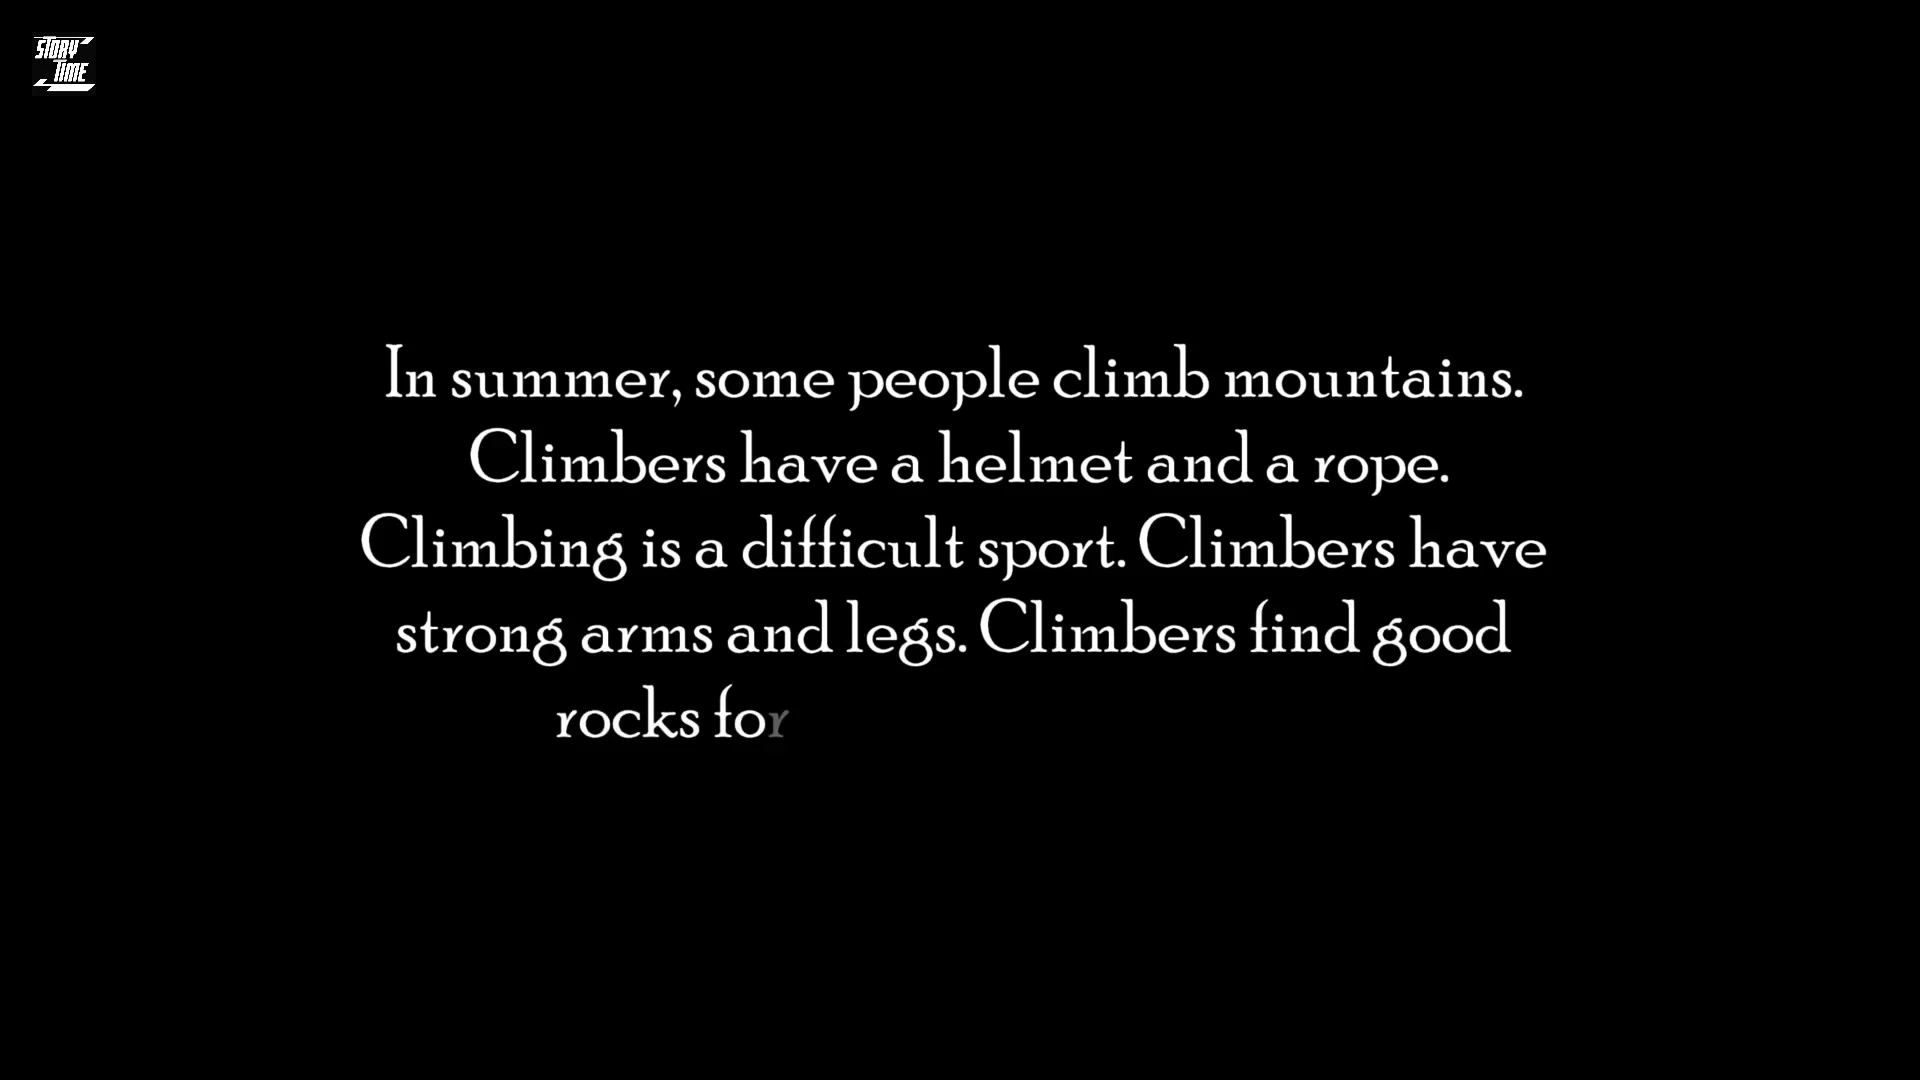 STORY
TIME
In summer, some people climb mountains.
Climbers have a helmet and a rope.
Climbing is a difficult sport. Climbers have
strong arms and legs. Climbers find good
rocks for